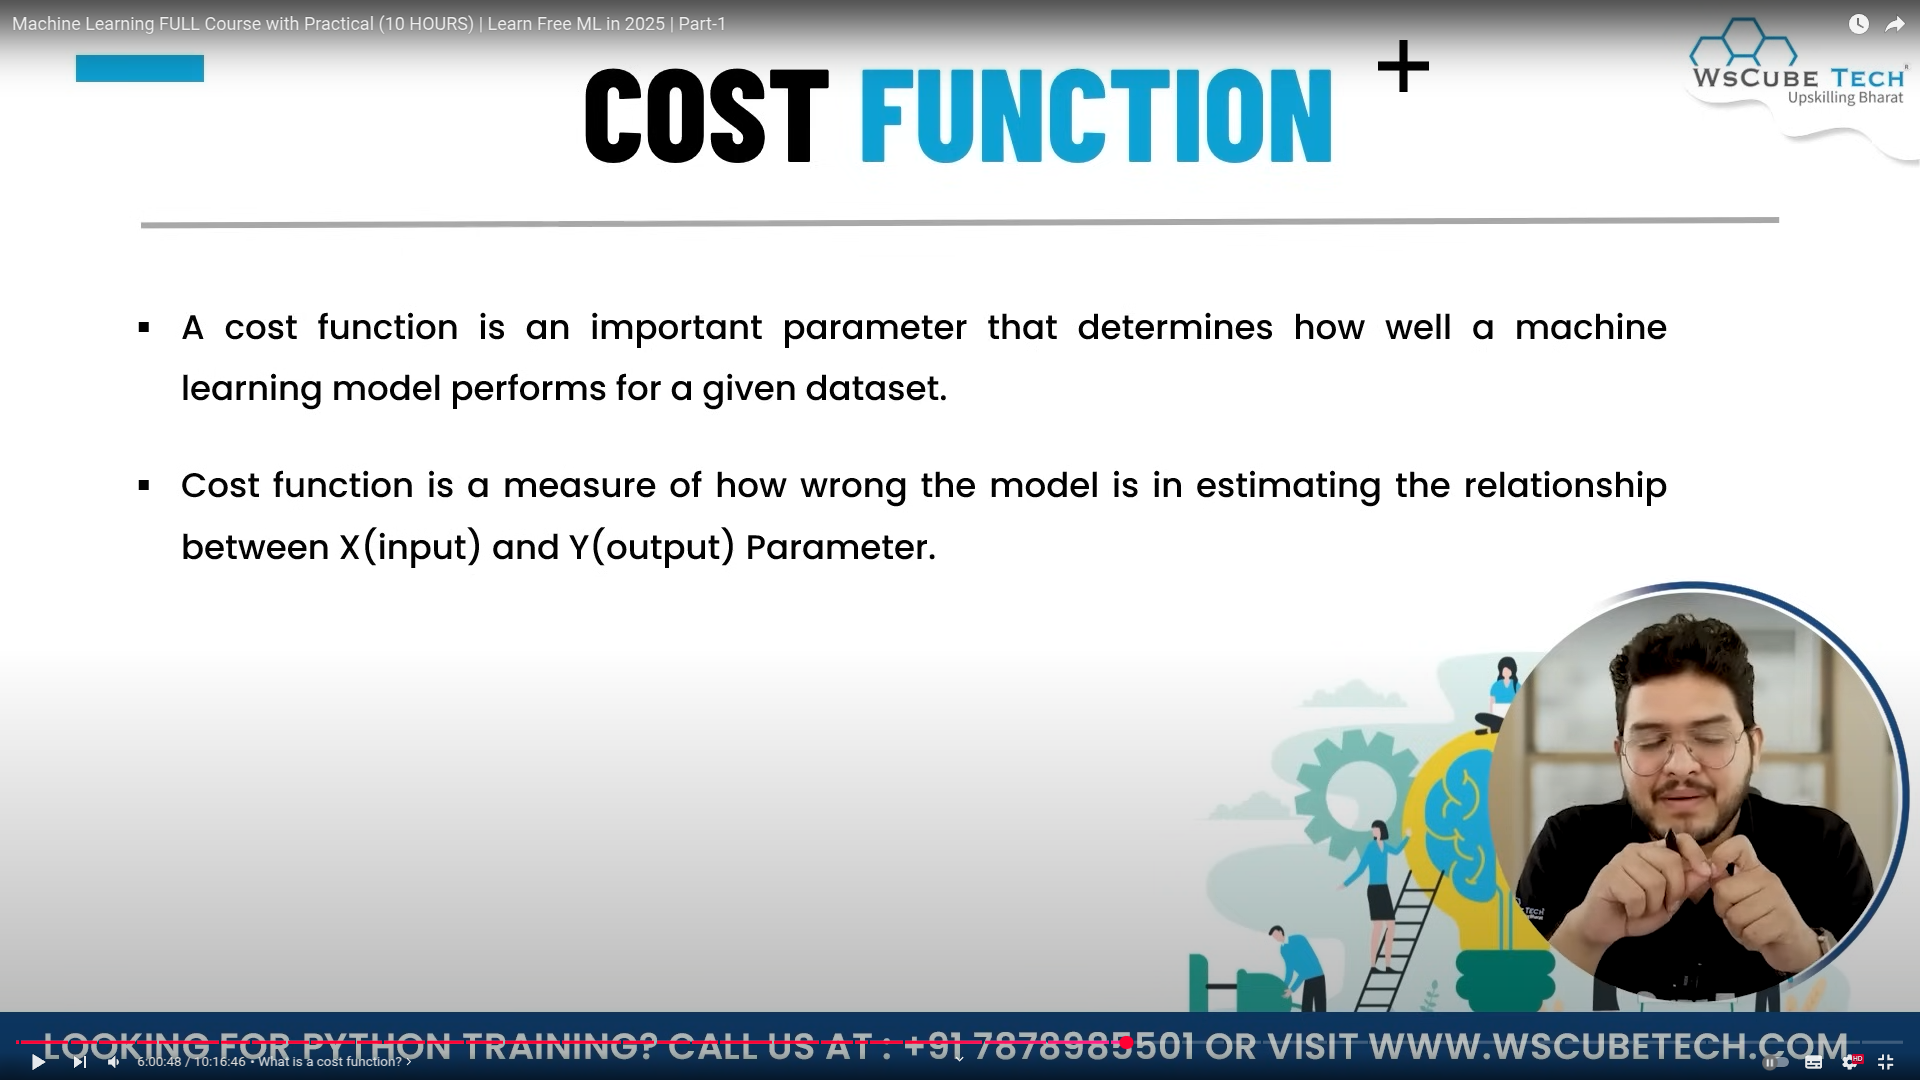 Machine Learning FULL Course with Practical (10 HOURS) | Learn Free ML in 2025 | Part-1
WSCUBE TECH
Upskilling Bharat
COST FUNCTION
▪ A cost function is an important parameter that determines how well a machine
learning model performs for a given dataset.
▪ Cost function is a measure of how wrong the model is in estimating the relationship
between X(input) and Y(output) Parameter.
TECH
LOOKING FOR PYTHON TRAINING? CALL US AT : +91 7878985501 OR VISIT WWW.WSCUBETECH.COM
6:00:48 / 10:16:46 • What is a cost function? >
HD